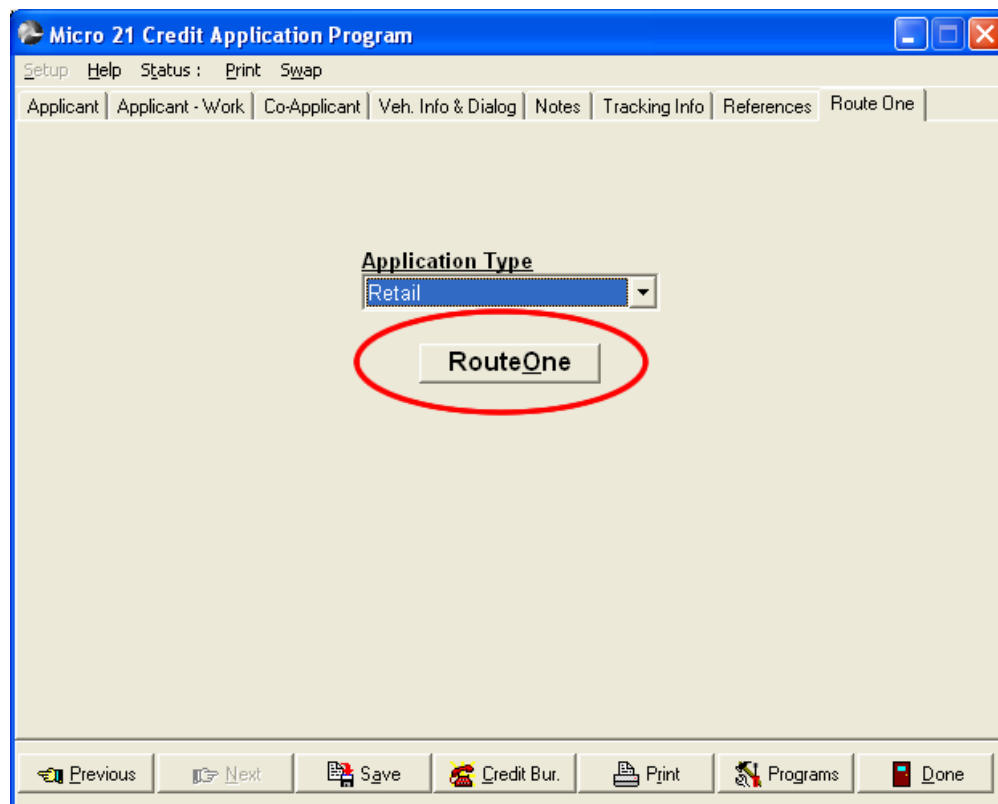 Micro 21 Credit Application Program
Setup Help Status : Print Swap
Applicant Applicant - Work Co-Applicant Veh. Info & Dialog Notes Tracking Info References Route One
Application Type
Retail
RouteOne
Previous Next Save Credit Bur. Print Programs Done